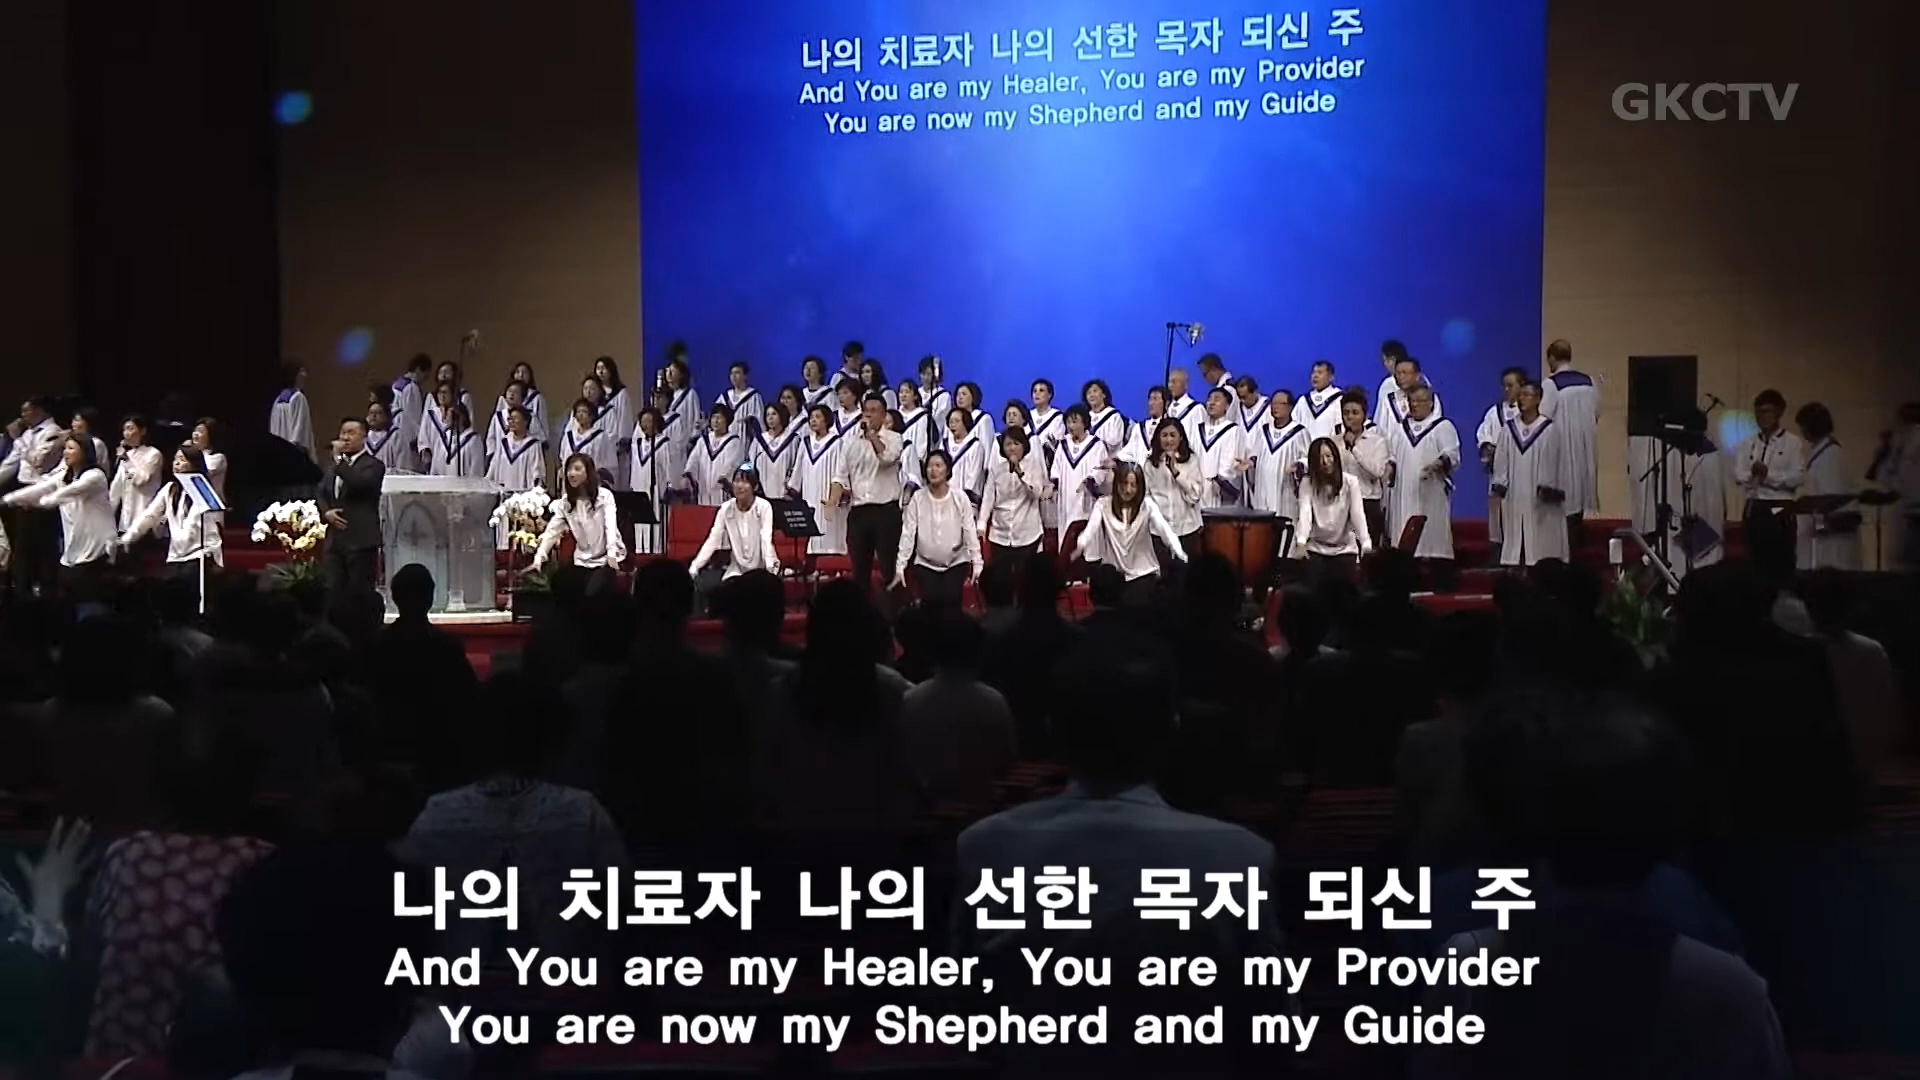 나의 치료자 나의 선한 목자 되신 주
And You are my Healer, You are my Provider
You are now my Shepherd and my Guide
GKCTV
나의 치료자 나의 선한 목자 되신 주
And You are my Healer, You are my Provider
You are now my Shepherd and my Guide